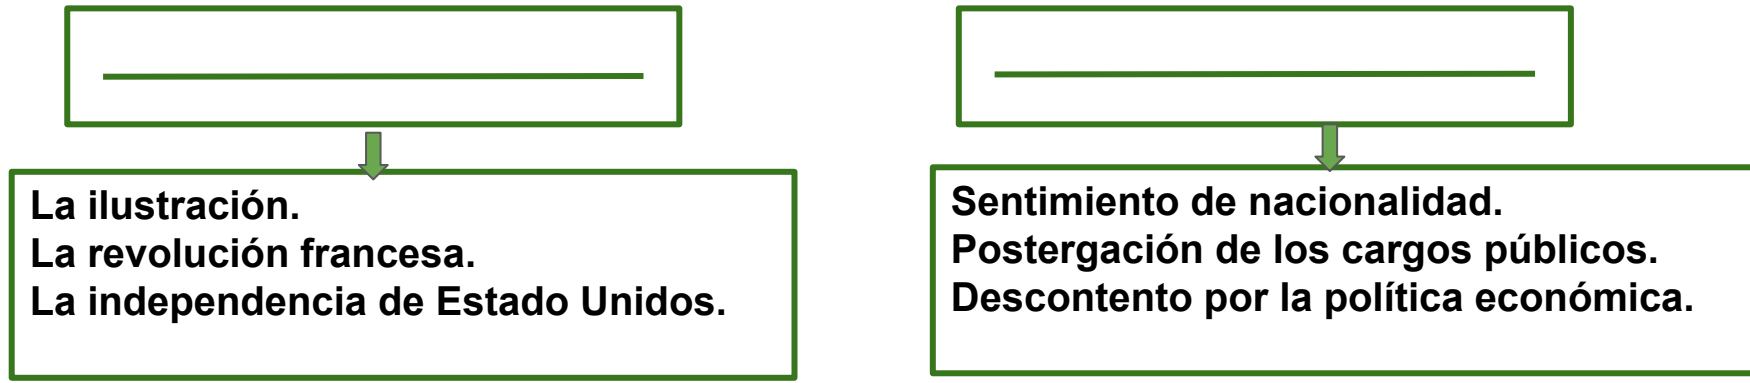 La ilustración.
La revolución francesa.
La independencia de Estado Unidos.
Sentimiento de nacionalidad.
Postergación de los cargos públicos.
Descontento por la política económica.